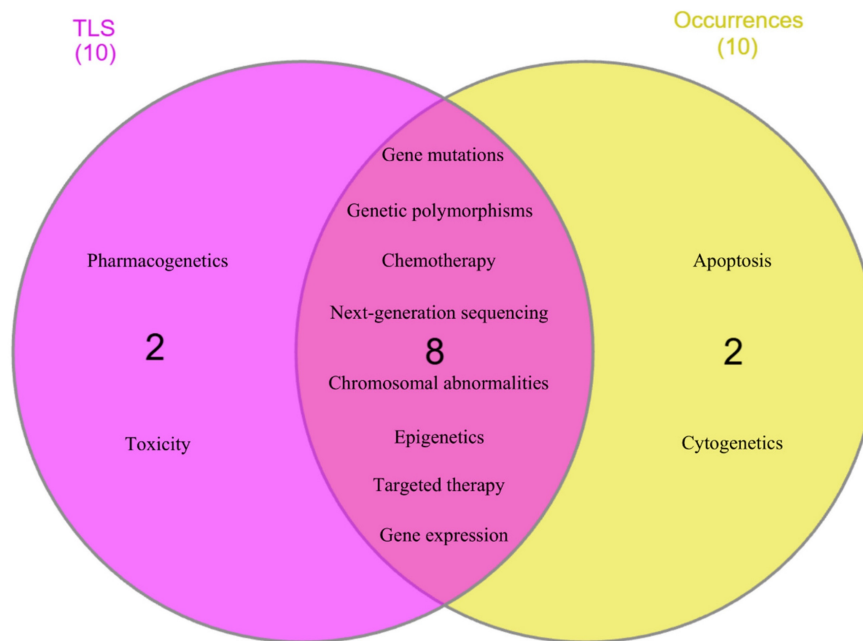 TLS
(10)
Occurrences
(10)
Gene mutations
Genetic polymorphisms
Pharmacogenetics
Chemotherapy
Apoptosis
Next-generation sequencing
2
8
2
Chromosomal abnormalities
Toxicity
Epigenetics
Cytogenetics
Targeted therapy
Gene expression